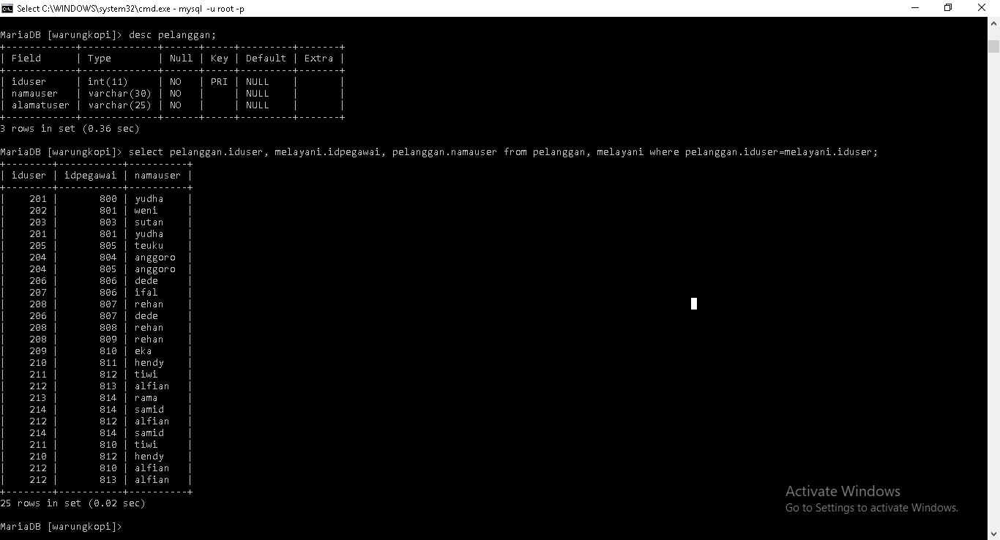 Select C:\WINDOWS\system32\cmd.exe - mysql  -u root -p
MariaDB [warungkopi]> desc pelanggan;
+------------+-------------+------+-----+---------+-------+
| Field      | Type        | Null | Key | Default | Extra |
+------------+-------------+------+-----+---------+-------+
| iduser     | int(11)     | NO   | PRI | NULL    |       |
| namauser   | varchar(30) | NO   |     | NULL    |       |
| alamatuser | varchar(25) | NO   |     | NULL    |       |
+------------+-------------+------+-----+---------+-------+
3 rows in set (0.36 sec)
MariaDB [warungkopi]> select pelanggan.iduser, melayani.idpegawai, pelanggan.namauser from pelanggan, melayani where pelanggan.iduser=melayani.iduser;
+--------+-----------+----------+
| iduser | idpegawai | namauser |
+--------+-----------+----------+
|    201 |       800 | yudha    |
|    202 |       801 | weni     |
|    203 |       803 | sutan    |
|    201 |       801 | yudha    |
|    205 |       805 | teuku    |
|    204 |       804 | anggoro  |
|    204 |       805 | anggoro  |
|    206 |       806 | dede     |
|    207 |       806 | ifal     |
|    208 |       807 | rehan    |
|    206 |       807 | dede     |
|    208 |       808 | rehan    |
|    208 |       809 | rehan    |
|    209 |       810 | eka      |
|    210 |       811 | hendy    |
|    211 |       812 | tiwi     |
|    212 |       813 | alfian   |
|    213 |       814 | rama     |
|    214 |       814 | samid    |
|    212 |       812 | alfian   |
|    214 |       814 | samid    |
|    211 |       810 | tiwi     |
|    210 |       812 | hendy    |
|    212 |       810 | alfian   |
|    212 |       813 | alfian   |
+--------+-----------+----------+
25 rows in set (0.02 sec)
MariaDB [warungkopi]>
Activate Windows
Go to Settings to activate Windows.